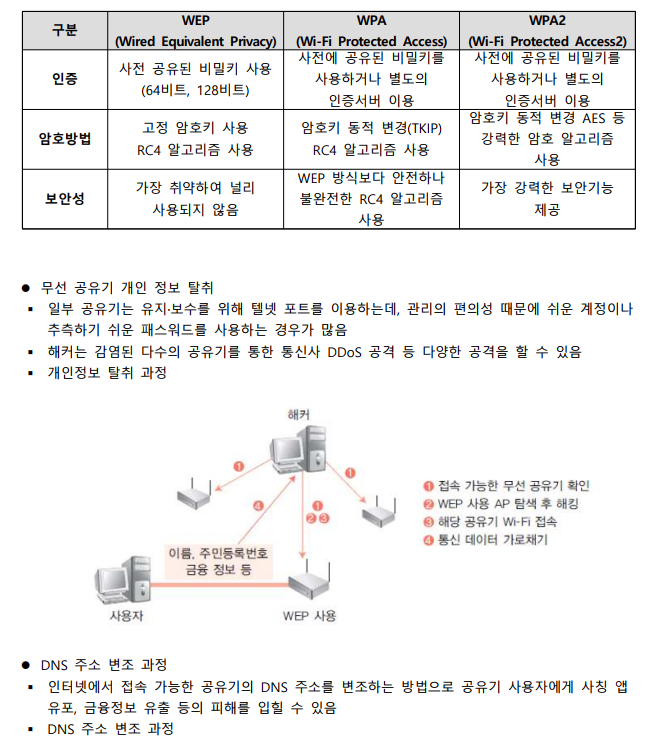 구분
WEP
(Wired Equivalent Privacy)
WPA
(Wi-Fi Protected Access)
WPA2
(Wi-Fi Protected Access2)
인증
사전 공유된 비밀키 사용
(64비트, 128비트)
사전에 공유된 비밀키를
사용하거나 별도의
인증서버 이용
사전에 공유된 비밀키를
사용하거나 별도의
인증서버 이용
암호방법
고정 암호키 사용
RC4 알고리즘 사용
암호키 동적 변경(TKIP)
RC4 알고리즘 사용
암호키 동적 변경 AES 등
강력한 암호 알고리즘
사용
보안성
가장 취약하여 널리
사용되지 않음
WEP 방식보다 안전하나
불완전한 RC4 알고리즘
사용
가장 강력한 보안기능
제공
● 무선 공유기 개인 정보 탈취
▪ 일부 공유기는 유지·보수를 위해 텔넷 포트를 이용하는데, 관리의 편의성 때문에 쉬운 계정이나
추측하기 쉬운 패스워드를 사용하는 경우가 많음
▪ 해커는 감염된 다수의 공유기를 통한 통신사 DDoS 공격 등 다양한 공격을 할 수 있음
▪ 개인정보 탈취 과정
해커
❶
❶
❹
❶
❷ ❸
이름, 주민등록번호
금융 정보 등
사용자
WEP 사용
❶ 접속 가능한 무선 공유기 확인
❷ WEP 사용 AP 탐색 후 해킹
❸ 해당 공유기 Wi-Fi 접속
❹ 통신 데이터 가로채기
● DNS 주소 변조 과정
▪ 인터넷에서 접속 가능한 공유기의 DNS 주소를 변조하는 방법으로 공유기 사용자에게 사칭 앱
유포, 금융정보 유출 등의 피해를 입힐 수 있음
▪ DNS 주소 변조 과정